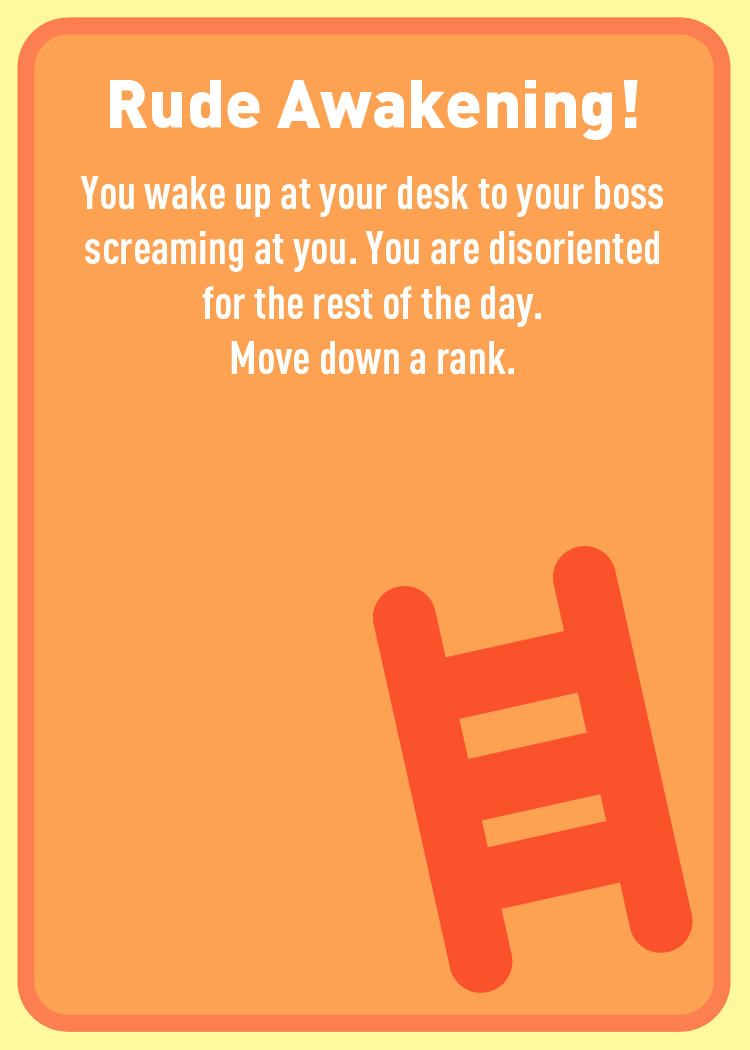 Rude Awakening!
You wake up at your desk to your boss
screaming at you. You are disoriented
for the rest of the day.
Move down a rank.